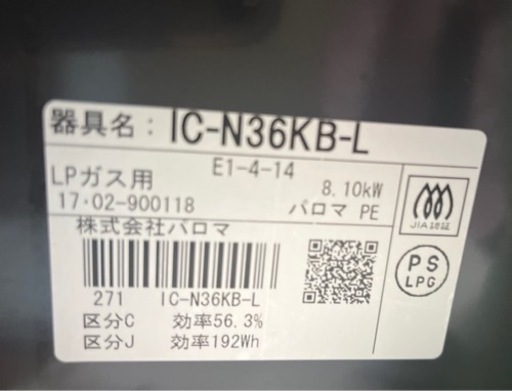 器具名：IC-N36KB-L
E1-4-14
LPガス用 8.10kW
17・02-900118 パロマ PE
株式会社パロマ
JIA認証
PS
LPG
271 IC-N36KB-L
区分C 効率56.3%
区分J 効率192Wh